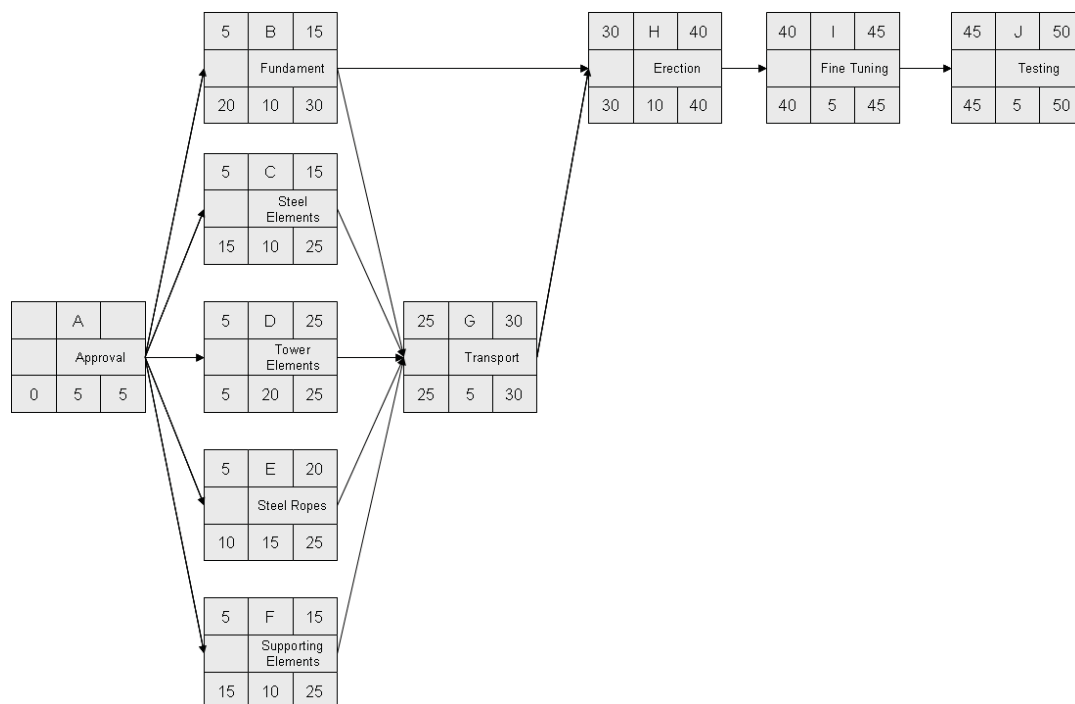 5 B 15
Fundament
20 10 30
30 H 40
Erection
30 10 40
40 I 45
Fine Tuning
40 5 45
45 J 50
Testing
45 5 50
5 C 15
Steel
Elements
15 10 25
A
Approval
0 5 5
5 D 25
Tower
Elements
5 20 25
25 G 30
Transport
25 5 30
5 E 20
Steel Ropes
10 15 25
5 F 15
Supporting
Elements
15 10 25